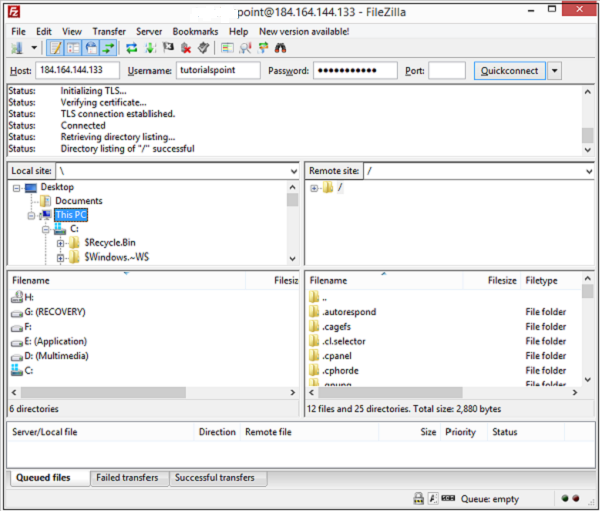 Fz point@184.164.144.133 - FileZilla
File Edit View Transfer Server Bookmarks Help New version available!
Host: 184.164.144.133 Username: tutorialspoint Password: ●●●●●●●●●●● Port: Quickconnect
Status: Initializing TLS...
Status: Verifying certificate...
Status: TLS connection established.
Status: Connected
Status: Retrieving directory listing...
Status: Directory listing of "/" successful
Local site: \ Remote site: /
Desktop /
Documents
This PC
C:
$Recycle.Bin
$Windows.~WS
Filename Filesiz Filename Filesize Filetype
H: ..
G: (RECOVERY) .autorespond File folder
F: .cagefs File folder
E: (Application) .cl.selector File folder
D: (Multimedia) .cpanel File folder
C: .cphorde File folder
6 directories 12 files and 25 directories. Total size: 2,880 bytes
Server/Local file Direction Remote file Size Priority Status
Queued files Failed transfers Successful transfers
Queue: empty